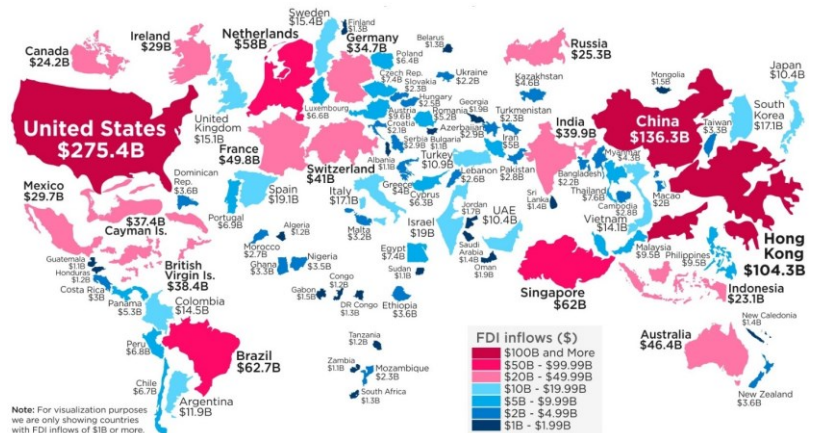 Canada
$24.2B
Ireland
$29B
Netherlands
$58B
Sweden
$15.4B
Finland
$1.3B
Germany
$34.7B
Belarus
$1.3B
Poland
$6.4B
Czech Rep.
$7.4B
Slovakia
$2.3B
Hungary
$2.5B
Ukraine
$2.2B
Russia
$25.3B
Kazakhstan
$4.6B
Mongolia
$1.5B
Japan
$10.4B
South
Korea
$17.1B
United States
$275.4B
United
Kingdom
$15.1B
Luxembourg
$6.6B
Austria
$9.6B
Romania
$5.2B
Croatia
$2.1B
Serbia
$2.9B
Bulgaria
$1.1B
Georgia
$1.9B
Azerbaijan
$2.9B
Turkmenistan
$2.3B
Iran
$5B
India
$39.9B
China
$136.3B
Taiwan
$3.3B
France
$49.8B
Switzerland
$41B
Albania
$1.1B
Turkey
$10.9B
Lebanon
$2.6B
Pakistan
$2.8B
Bangladesh
$2.2B
Myanmar
$4.3B
Thailand
$7.6B
Cambodia
$2.8B
Macao
$2B
Mexico
$29.7B
Dominican
Rep.
$3.6B
$37.4B
Cayman Is.
Portugal
$6.9B
Spain
$19.1B
Italy
$17.1B
Greece
$4B
Cyprus
$6.3B
Malta
$3.2B
Israel
$19B
Jordan
$1.7B
UAE
$10.4B
Sri
Lanka
$1.4B
Vietnam
$14.1B
Malaysia
$9.5B
Philippines
$9.5B
Hong
Kong
$104.3B
Guatemala
$1.1B
Honduras
$1.2B
Costa Rica
$3B
Panama
$5.3B
British
Virgin Is.
$38.4B
Colombia
$14.5B
Algeria
$1.2B
Morocco
$2.7B
Ghana
$3.3B
Nigeria
$3.5B
Egypt
$7.4B
Saudi
Arabia
$1.4B
Oman
$1.9B
Sudan
$1.1B
Gabon
$1.5B
Congo
$1.2B
DR Congo
$1.3B
Ethiopia
$3.6B
Singapore
$62B
Indonesia
$23.1B
Peru
$6.8B
Brazil
$62.7B
Tanzania
$1.2B
Zambia
$1.1B
Mozambique
$2.3B
South Africa
$1.3B
Australia
$46.4B
New Caledonia
$1.4B
New Zealand
$3.6B
Chile
$6.7B
Argentina
$11.9B
FDI inflows ($)
$100B and More
$50B - $99.99B
$20B - $49.99B
$10B - $19.99B
$5B - $9.99B
$2B - $4.99B
$1B - $1.99B
Note: For visualization purposes
we are only showing countries
with FDI inflows of $1B or more.